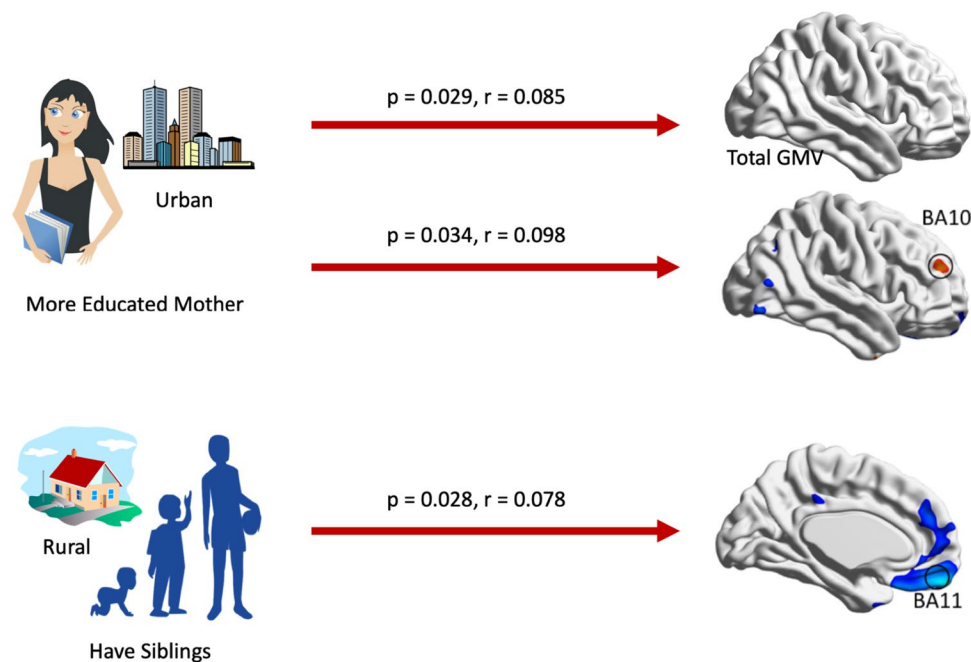 p = 0.029, r = 0.085
Total GMV
Urban
p = 0.034, r = 0.098
BA10
More Educated Mother
p = 0.028, r = 0.078
Rural
BA11
Have Siblings